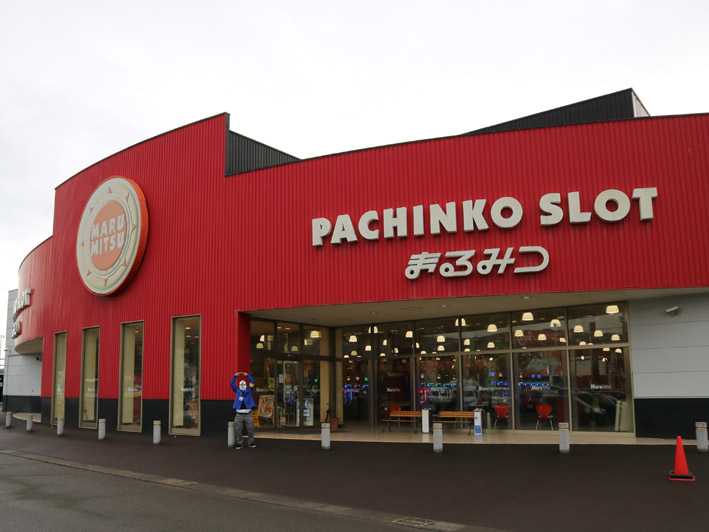 MARU
MITSU
PACHINKO SLOT
まるみつ